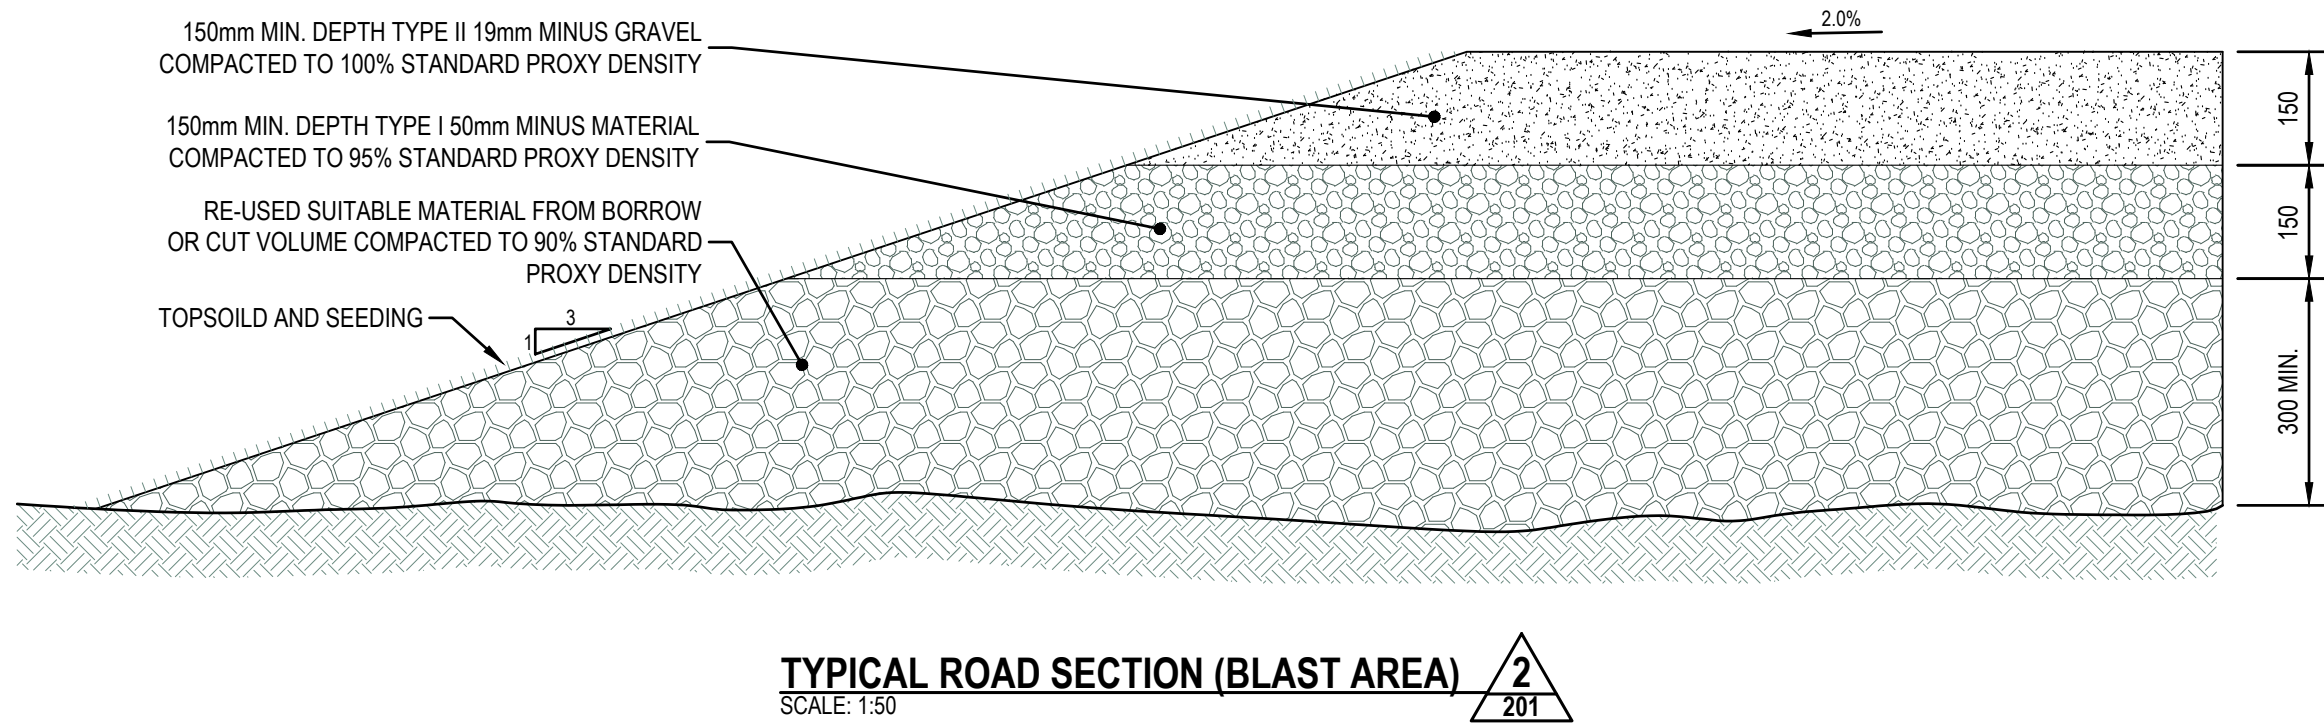 150mm MIN. DEPTH TYPE II 19mm MINUS GRAVEL
COMPACTED TO 100% STANDARD PROXY DENSITY
2.0%
150mm MIN. DEPTH TYPE I 50mm MINUS MATERIAL
COMPACTED TO 95% STANDARD PROXY DENSITY
RE-USED SUITABLE MATERIAL FROM BORROW
OR CUT VOLUME COMPACTED TO 90% STANDARD
PROXY DENSITY
TOPSOILD AND SEEDING
3
1
150
150
300 MIN.
TYPICAL ROAD SECTION (BLAST AREA)
SCALE: 1:50
2
201